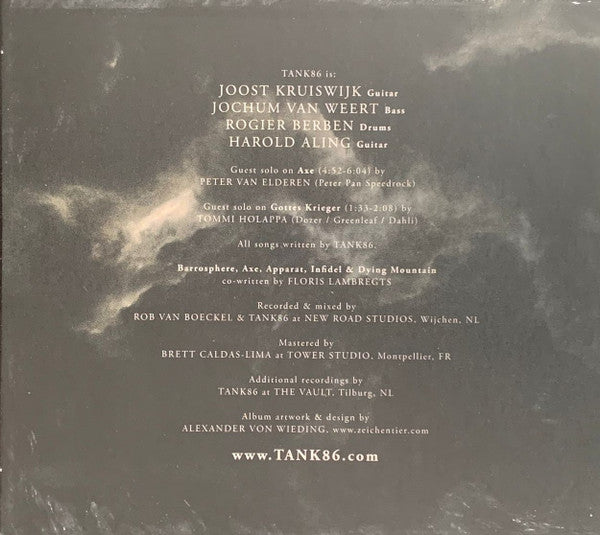 TANK86 is:
JOOST KRUISWIJK Guitar
JOCHUM VAN WEERT Bass
ROGIER BERBEN Drums
HAROLD ALING Guitar
Guest solo on Axe (4:52-6:04) by
PETER VAN ELDEREN (Peter Pan Speedrock)
Guest solo on Gottes Krieger (1:33-2:08) by
TOMMI HOLAPPA (Dozer / Greenleaf / Dahli)
All songs written by TANK86.
Barrosphere, Axe, Apparat, Infidel & Dying Mountain
co-written by FLORIS LAMBREGTS
Recorded & mixed by
ROB VAN BOECKEL & TANK86 at NEW ROAD STUDIOS, Wijchen, NL
Mastered by
BRETT CALDAS-LIMA at TOWER STUDIO, Montpellier, FR
Additional recordings by
TANK86 at THE VAULT, Tilburg, NL
Album artwork & design by
ALEXANDER VON WIEDING, www.zeichentier.com
www.TANK86.com